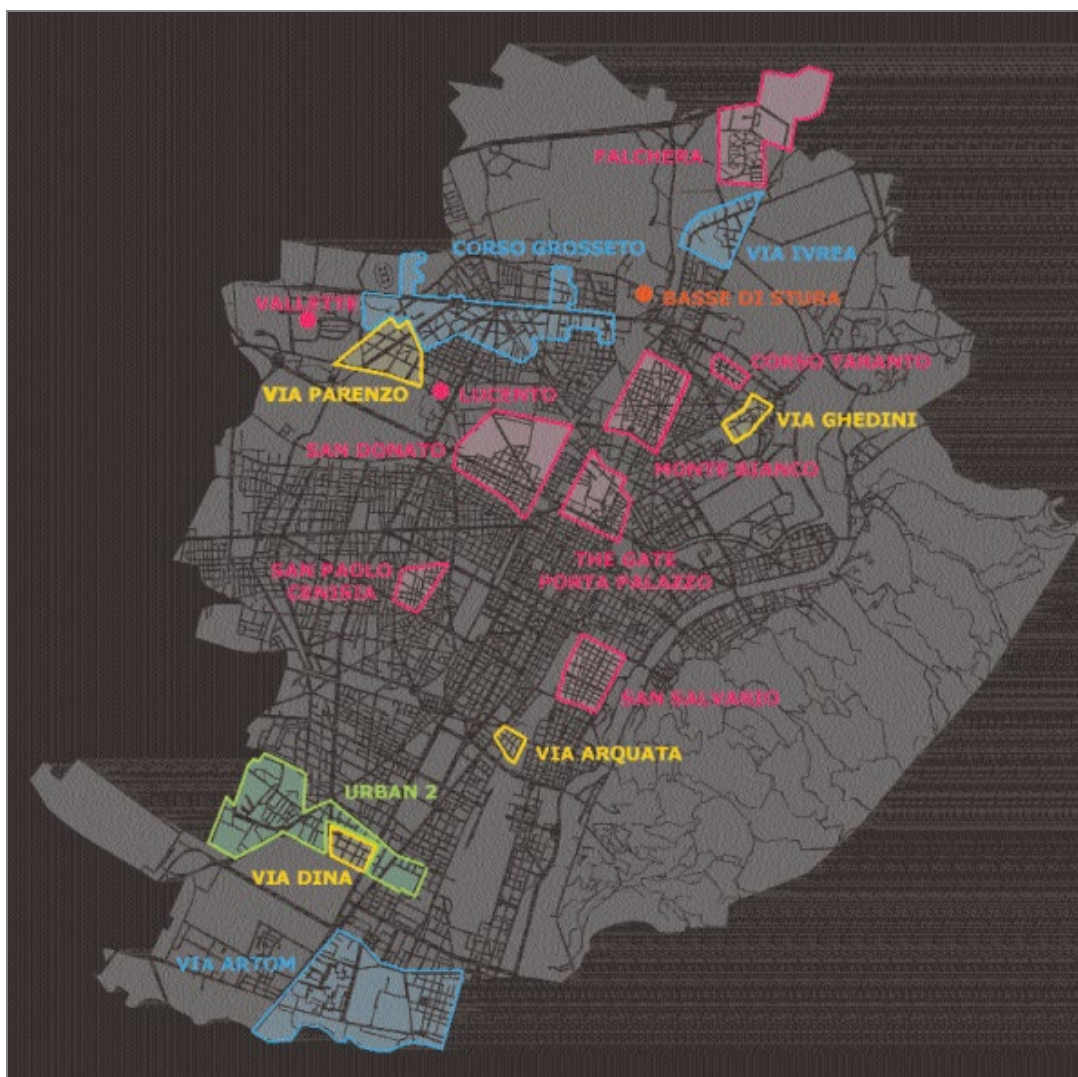 FALCHERA
CORSO GROSSETO
VIA IVREA
BASSE DI STURA
VALLETTE
CORSO TARANTO
VIA PARENZO
LUCENTO
VIA GHEDINI
SAN DONATO
MONTE BIANCO
THE GATE
PORTA PALAZZO
SAN PAOLO
CENISIA
SAN SALVARIO
VIA ARQUATA
URBAN 2
VIA DINA
VIA ARTOM